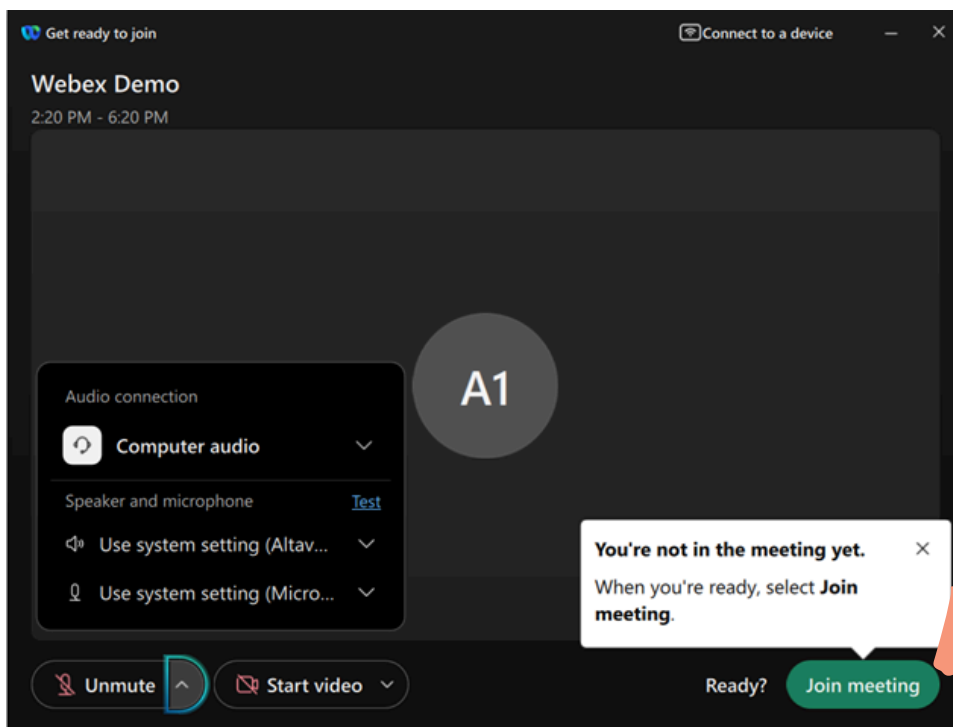 Get ready to join
Connect to a device
Webex Demo
2:20 PM - 6:20 PM
A1
Audio connection
Computer audio
Speaker and microphone Test
Use system setting (Altav...
Use system setting (Micro...
You're not in the meeting yet.
When you're ready, select Join
meeting.
Unmute
Start video
Ready?
Join meeting